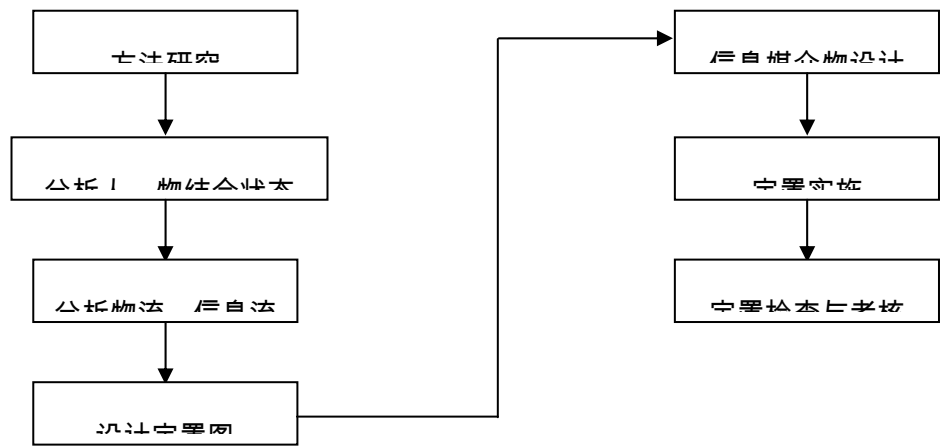 方法研究
分析人、物结合状态
分析物流、信息流
设计定置图
信息媒介物设计
定置实施
定置检查与考核